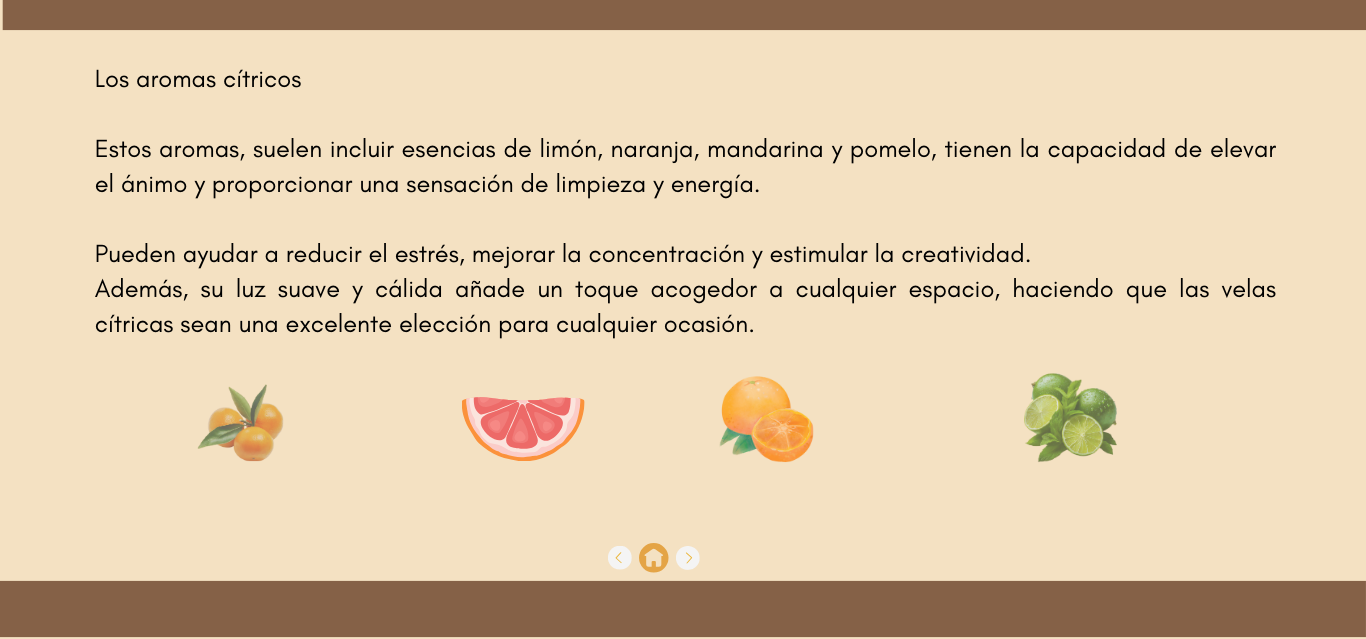 Los aromas cítricos
Estos aromas, suelen incluir esencias de limón, naranja, mandarina y pomelo, tienen la capacidad de elevar
el ánimo y proporcionar una sensación de limpieza y energía.
Pueden ayudar a reducir el estrés, mejorar la concentración y estimular la creatividad.
Además, su luz suave y cálida añade un toque acogedor a cualquier espacio, haciendo que las velas
cítricas sean una excelente elección para cualquier ocasión.